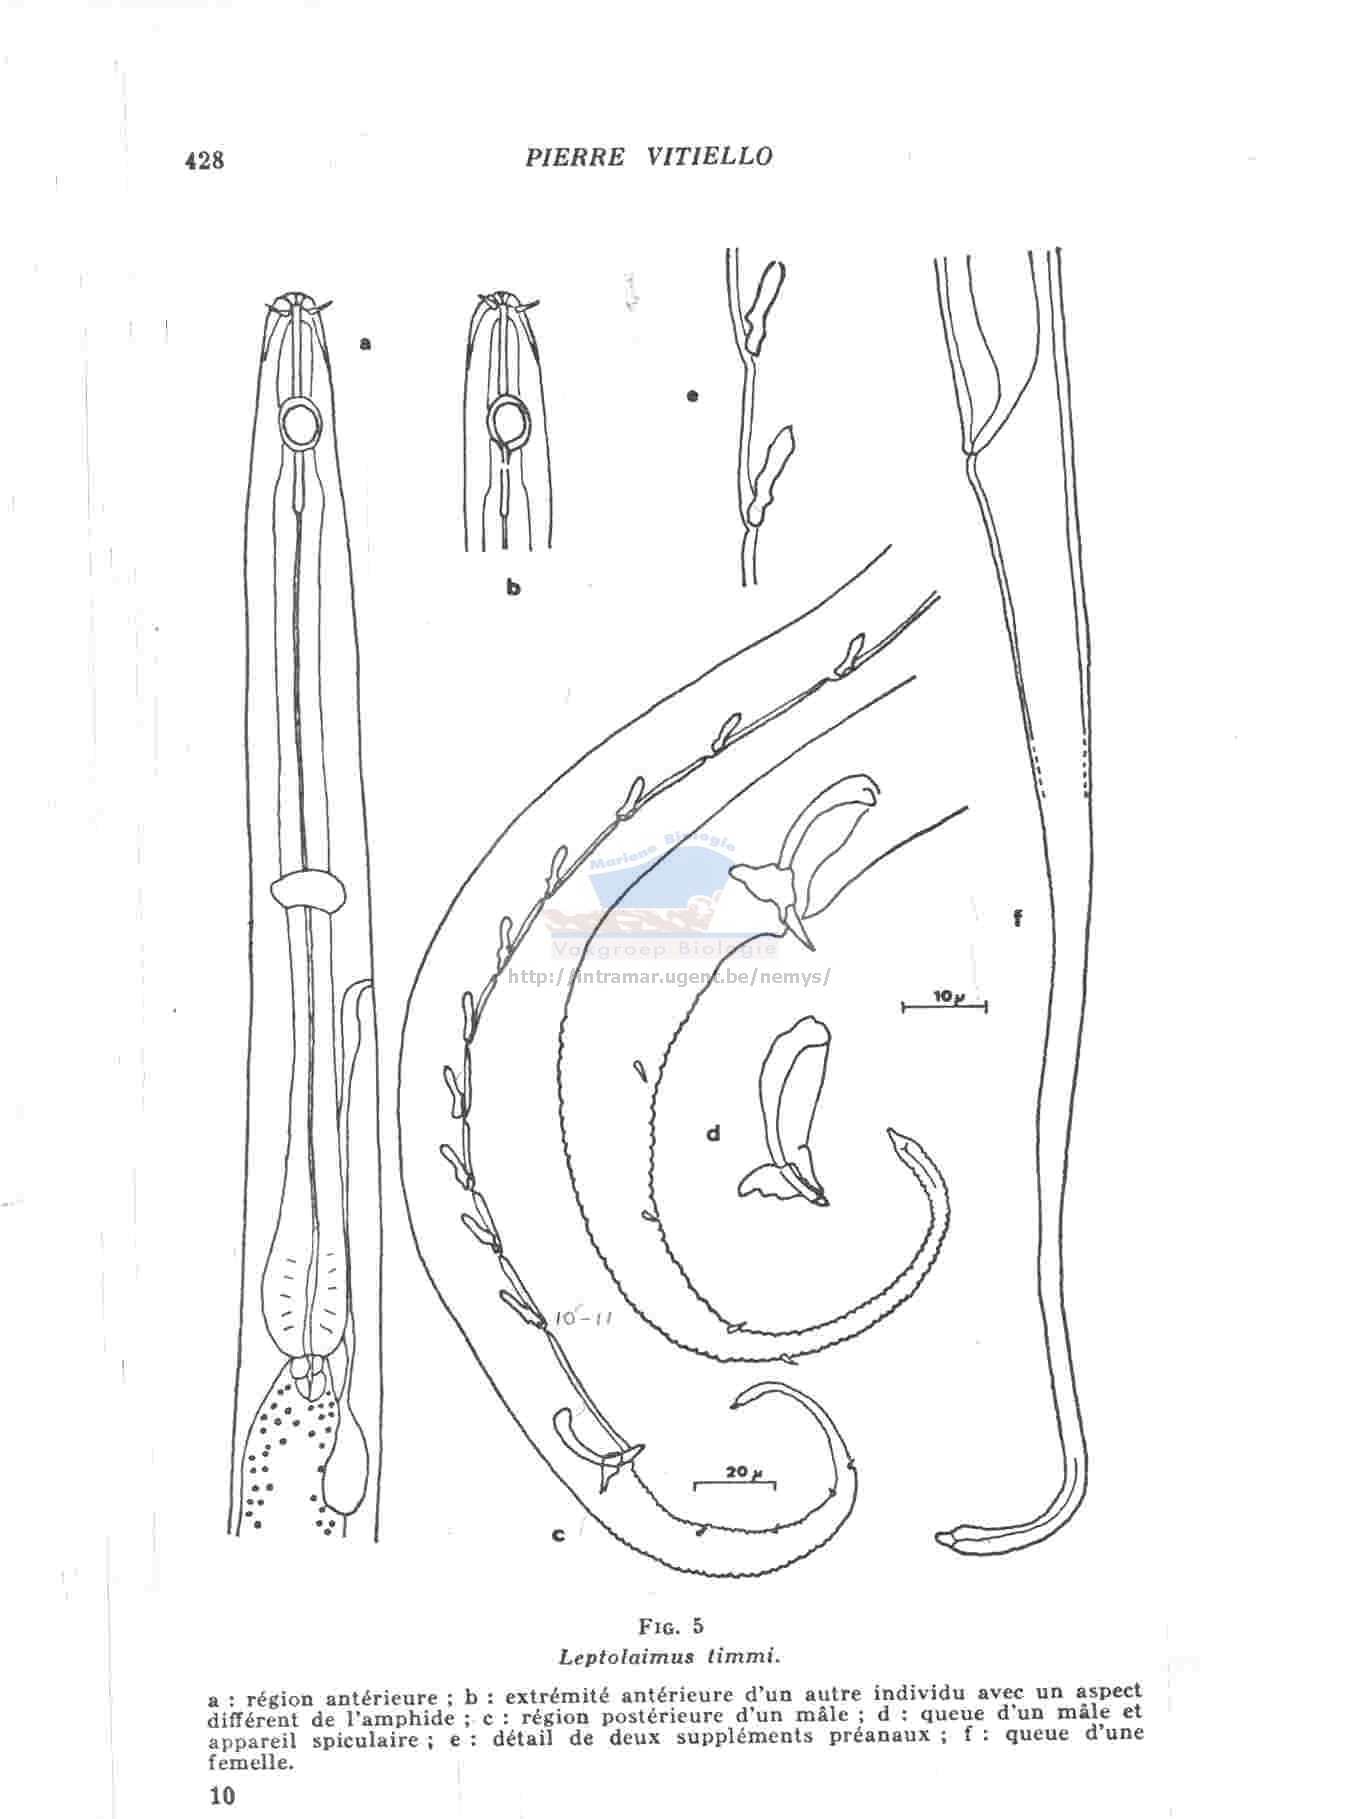 428
PIERRE VITIELLO
a
b
e
Mariene Biologie
Vakgroep Biologie
http://intramar.ugent.be/nemys/
f
10 µ
d
10-11
20 µ
c
FIG. 5
Leptolaimus timmi.
a : région antérieure ; b : extrémité antérieure d'un autre individu avec un aspect
différent de l'amphide ; c : région postérieure d'un mâle ; d : queue d'un mâle et
appareil spiculaire ; e : détail de deux suppléments préanaux ; f : queue d'une
femelle.
10